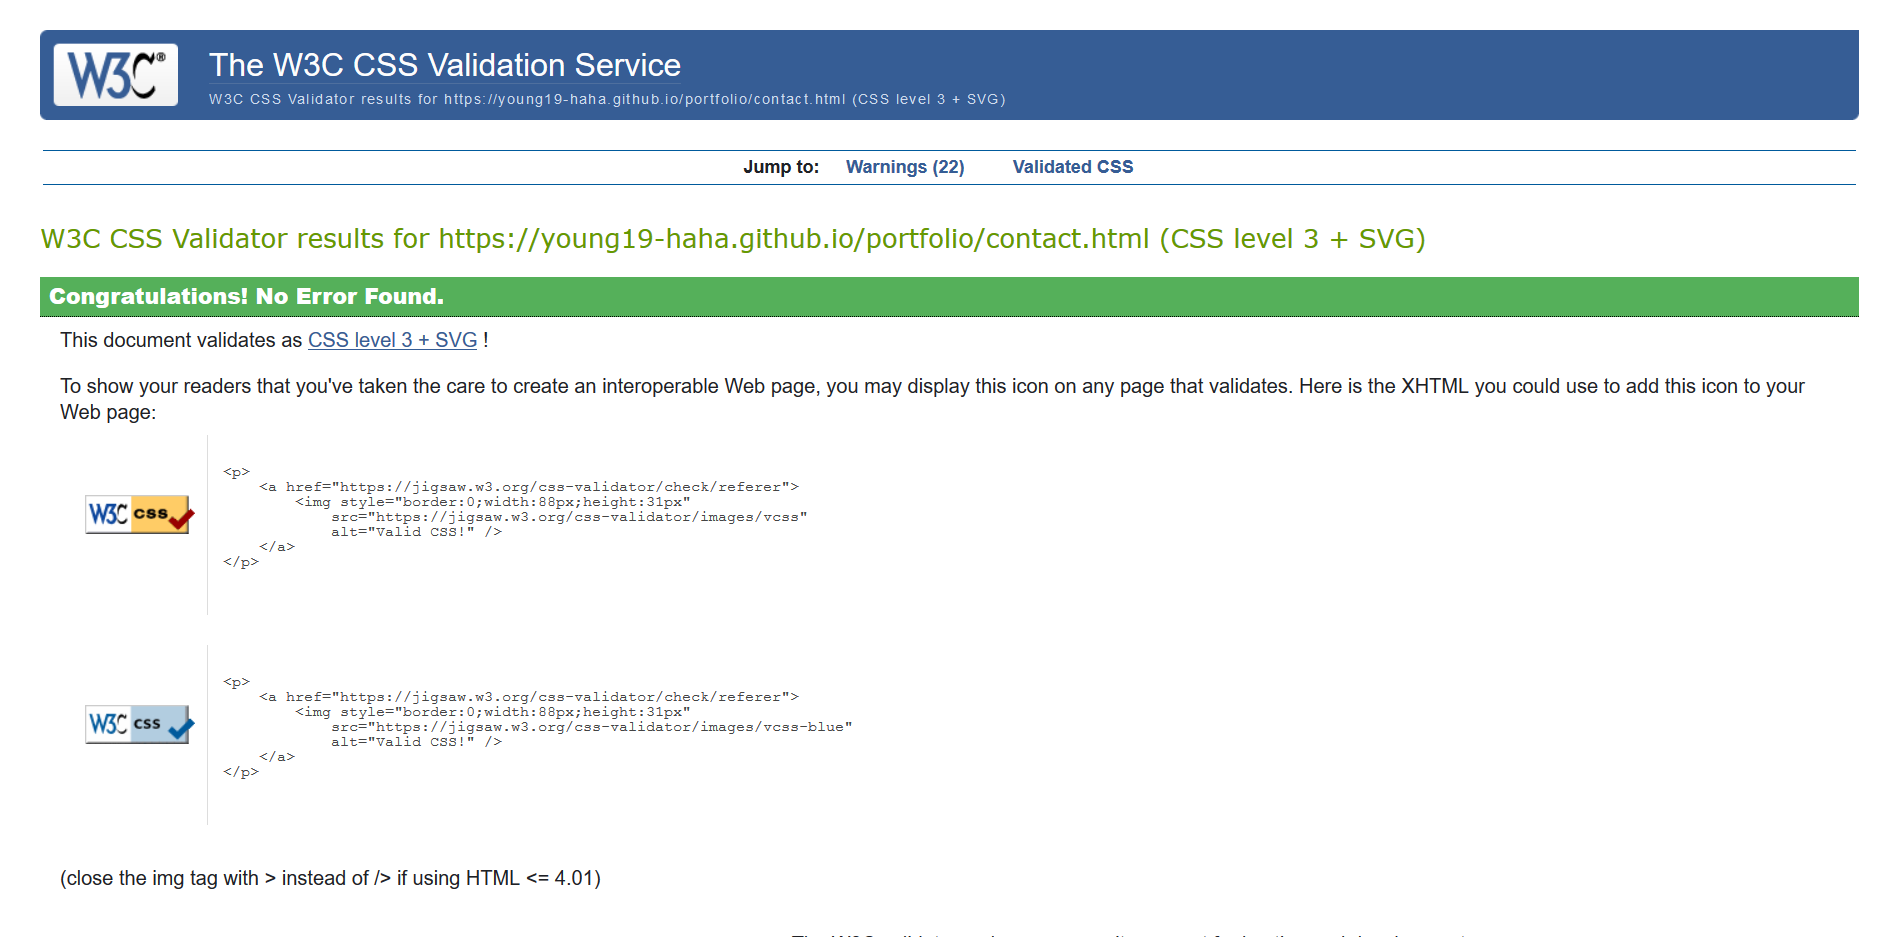 W3C®
The W3C CSS Validation Service
W3C CSS Validator results for https://young19-haha.github.io/portfolio/contact.html (CSS level 3 + SVG)
Jump to: Warnings (22) Validated CSS
W3C CSS Validator results for https://young19-haha.github.io/portfolio/contact.html (CSS level 3 + SVG)
Congratulations! No Error Found.
This document validates as CSS level 3 + SVG !
To show your readers that you've taken the care to create an interoperable Web page, you may display this icon on any page that validates. Here is the XHTML you could use to add this icon to your
Web page:
W3C css
<p>
<a href="https://jigsaw.w3.org/css-validator/check/referer">
<img style="border:0;width:88px;height:31px"
src="https://jigsaw.w3.org/css-validator/images/vcss"
alt="Valid CSS!" />
</a>
</p>
W3C css
<p>
<a href="https://jigsaw.w3.org/css-validator/check/referer">
<img style="border:0;width:88px;height:31px"
src="https://jigsaw.w3.org/css-validator/images/vcss-blue"
alt="Valid CSS!" />
</a>
</p>
(close the img tag with > instead of /> if using HTML <= 4.01)